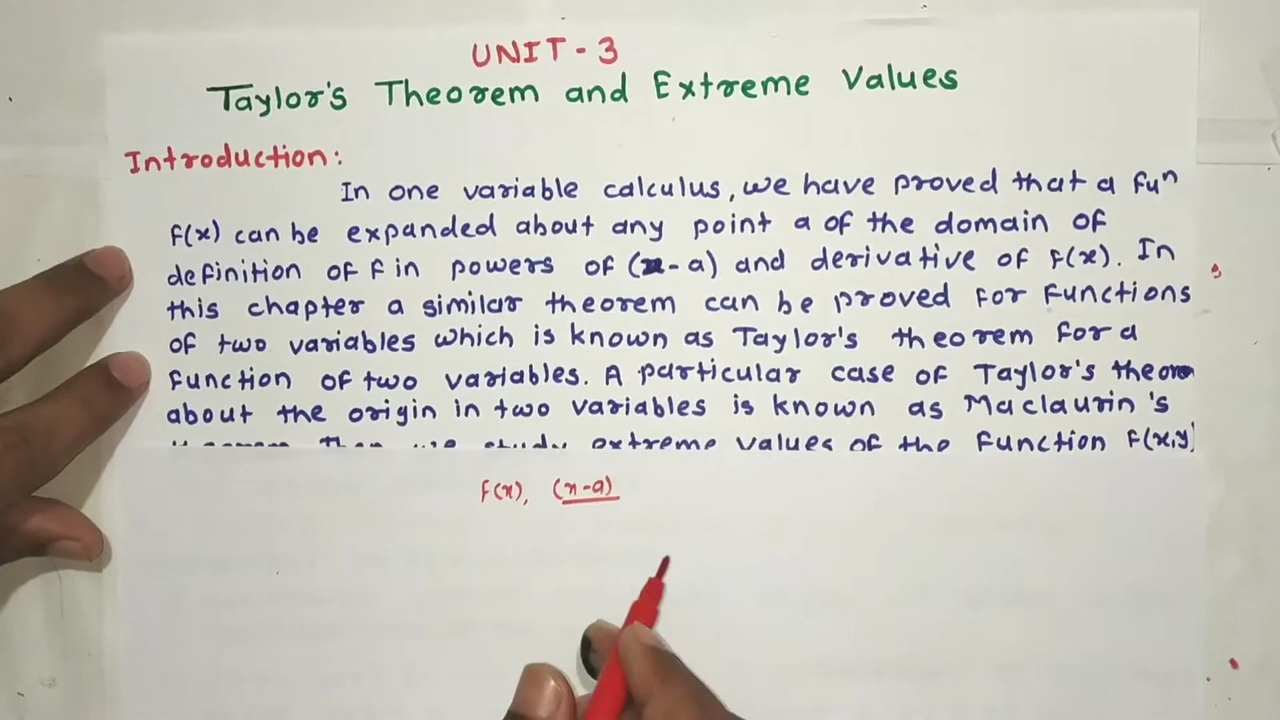 UNIT - 3
Taylor's Theorem and Extreme Values
Introduction:
In one variable calculus, we have proved that a fuⁿ
f(x) can be expanded about any point a of the domain of
definition of f in powers of (x-a) and derivative of f(x). In
this chapter a similar theorem can be proved for functions
of two variables which is known as Taylor's theorem for a
function of two variables. A particular case of Taylor's theorem
about the origin in two variables is known as Maclaurin's
extreme values of the function f(x,y)
f(x), (x-a)